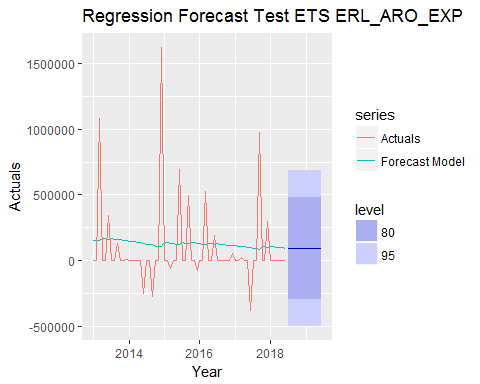 Regression Forecast Test ETS ERL_ARO_EXP
1500000
1000000
500000
0
-500000
Actuals
2014
2016
2018
Year
series
Actuals
Forecast Model
level
80
95